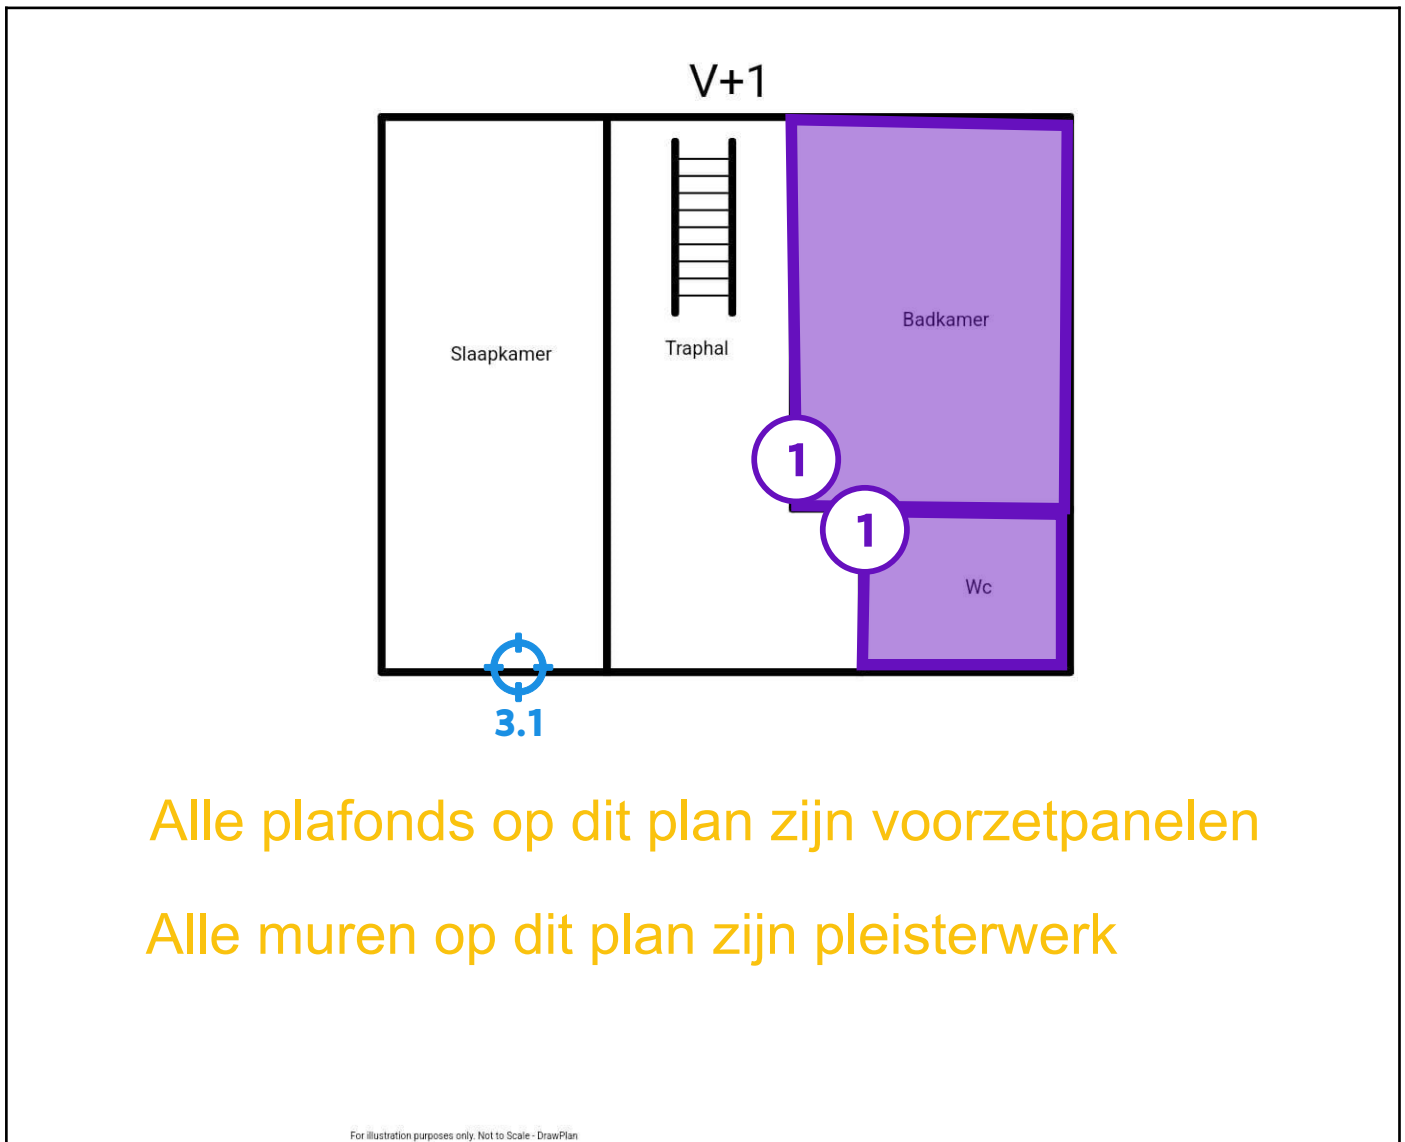 V+1
Badkamer
Slaapkamer
Traphal
1
1
Wc
3.1
Alle plafonds op dit plan zijn voorzetpanelen
Alle muren op dit plan zijn pleisterwerk
For illustration purposes only. Not to Scale - DrawPlan